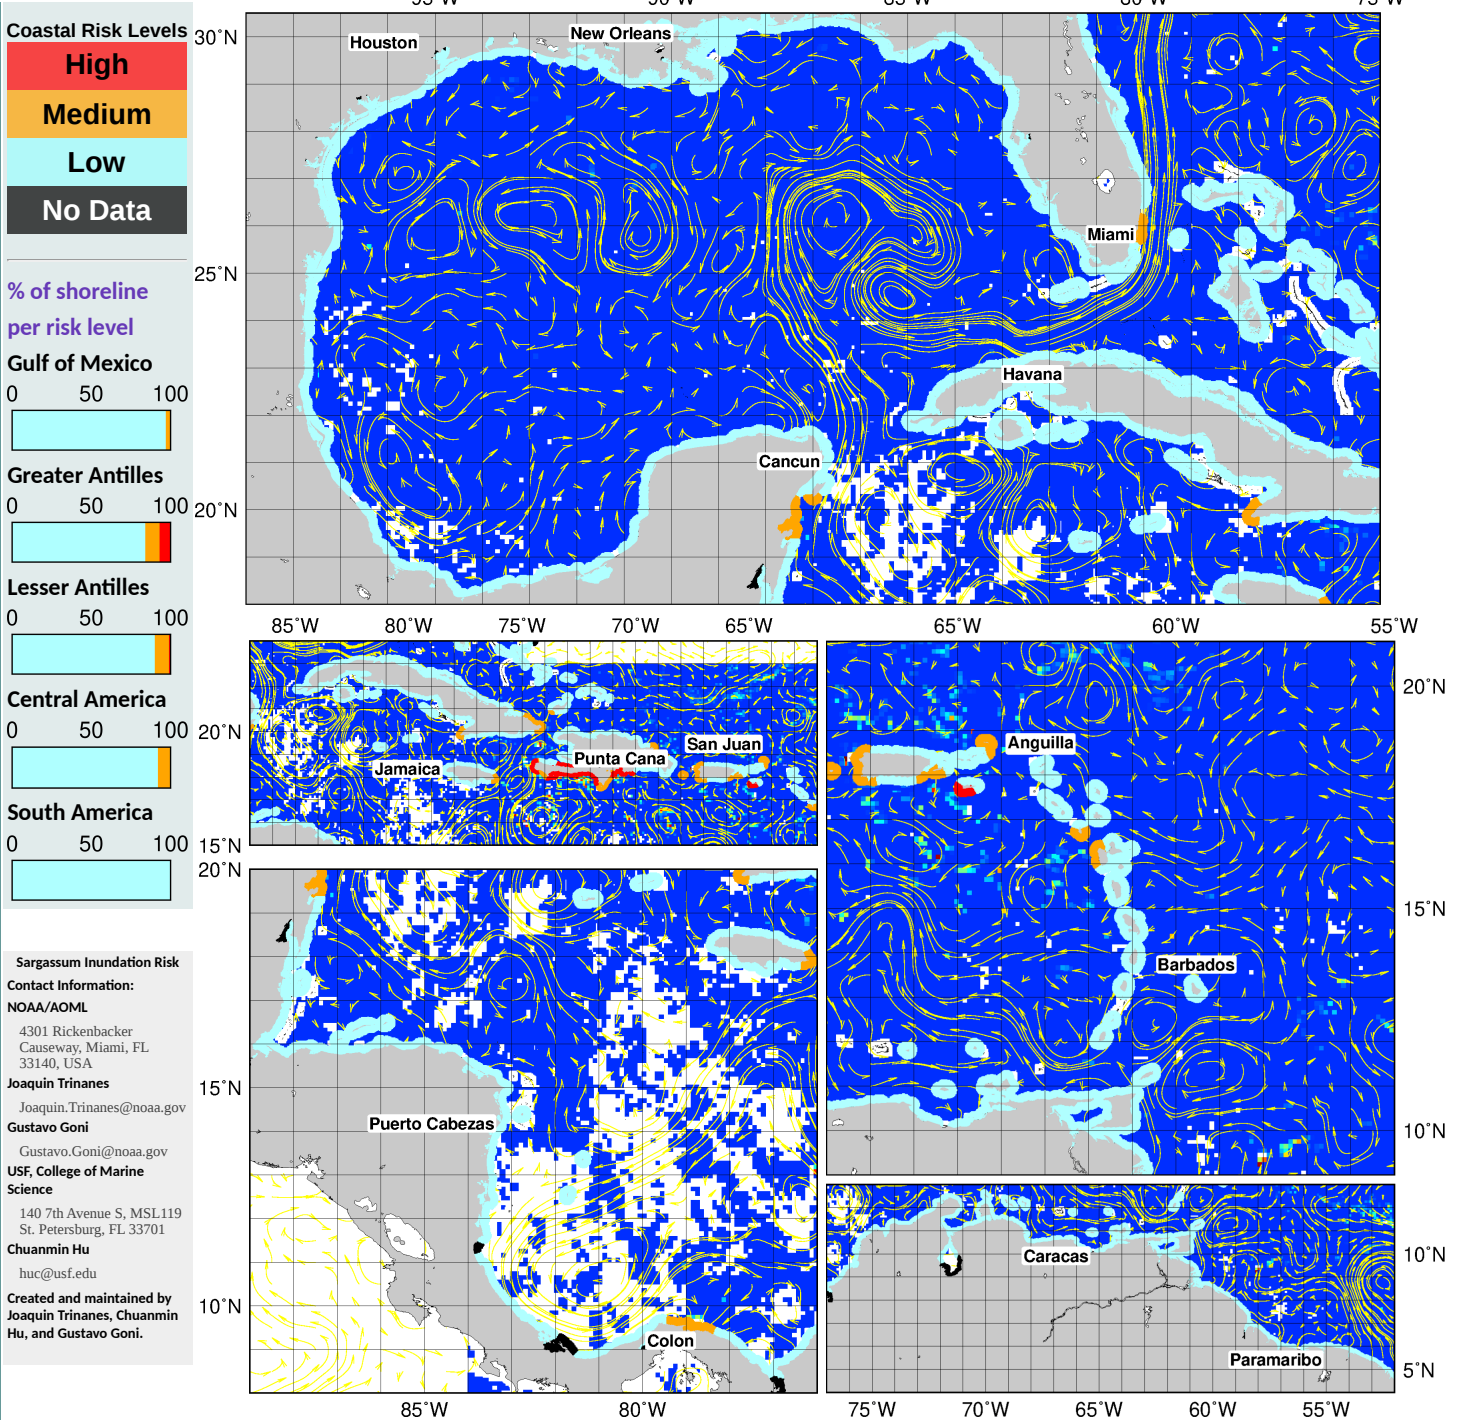 Coastal Risk Levels
High
Medium
Low
No Data
% of shoreline
per risk level
Gulf of Mexico
0 50 100
Greater Antilles
0 50 100
Lesser Antilles
0 50 100
Central America
0 50 100
South America
0 50 100
Sargassum Inundation Risk
Contact Information:
NOAA/AOML
4301 Rickenbacker
Causeway, Miami, FL
33140, USA
Joaquin Trinanes
Joaquin.Trinanes@noaa.gov
Gustavo Goni
Gustavo.Goni@noaa.gov
USF, College of Marine
Science
140 7th Avenue S, MSL119
St. Petersburg, FL 33701
Chuanmin Hu
huc@usf.edu
Created and maintained by
Joaquin Trinanes, Chuanmin
Hu, and Gustavo Goni.
95˚W 90˚W 85˚W 80˚W 75˚W
30˚N
25˚N
20˚N
Houston
New Orleans
Miami
Havana
Cancun
85˚W 80˚W 75˚W 70˚W 65˚W
20˚N
15˚N
San Juan
Punta Cana
Jamaica
65˚W 60˚W 55˚W
20˚N
15˚N
10˚N
Anguilla
Barbados
20˚N
15˚N
10˚N
Puerto Cabezas
Colon
85˚W 80˚W
10˚N
5˚N
Caracas
Paramaribo
75˚W 70˚W 65˚W 60˚W 55˚W